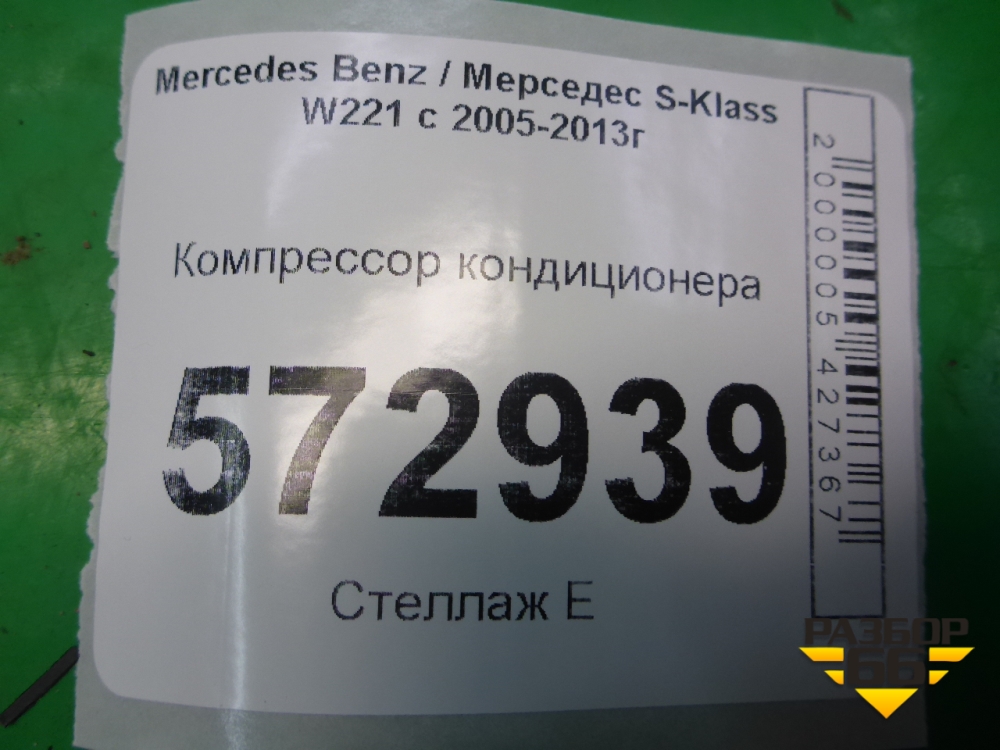 Mercedes Benz / Мерседес S-Klass
W221 с 2005-2013г
Компрессор кондиционера
572939
Стеллаж Е
2000005427367
РАЗБОР
66